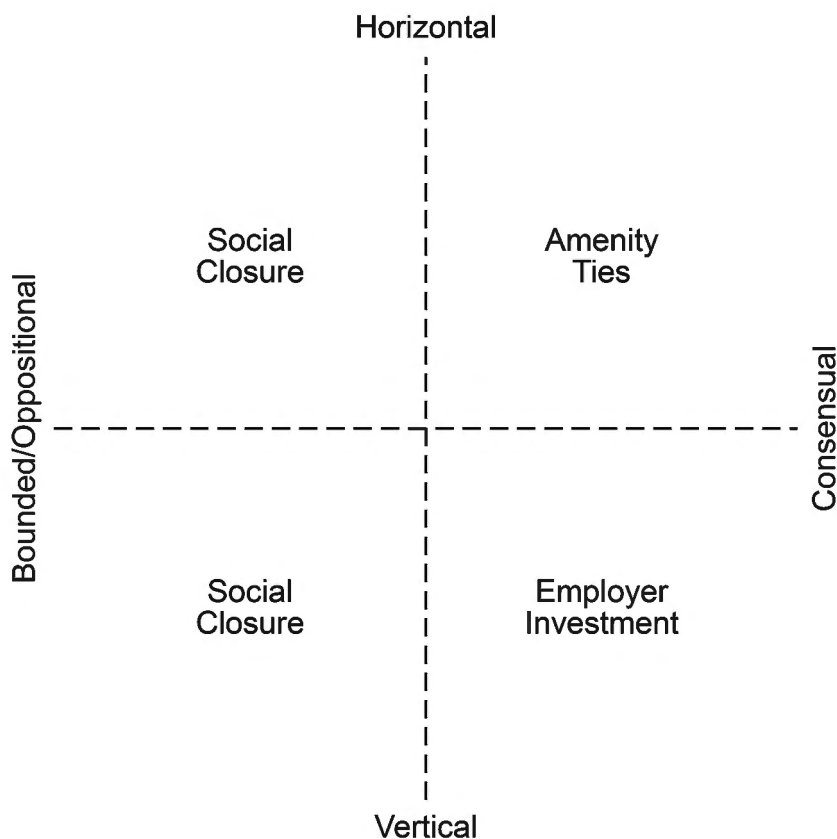 Horizontal
Social
Closure
Amenity
Ties
Bounded/Oppositional
Consensual
Social
Closure
Employer
Investment
Vertical